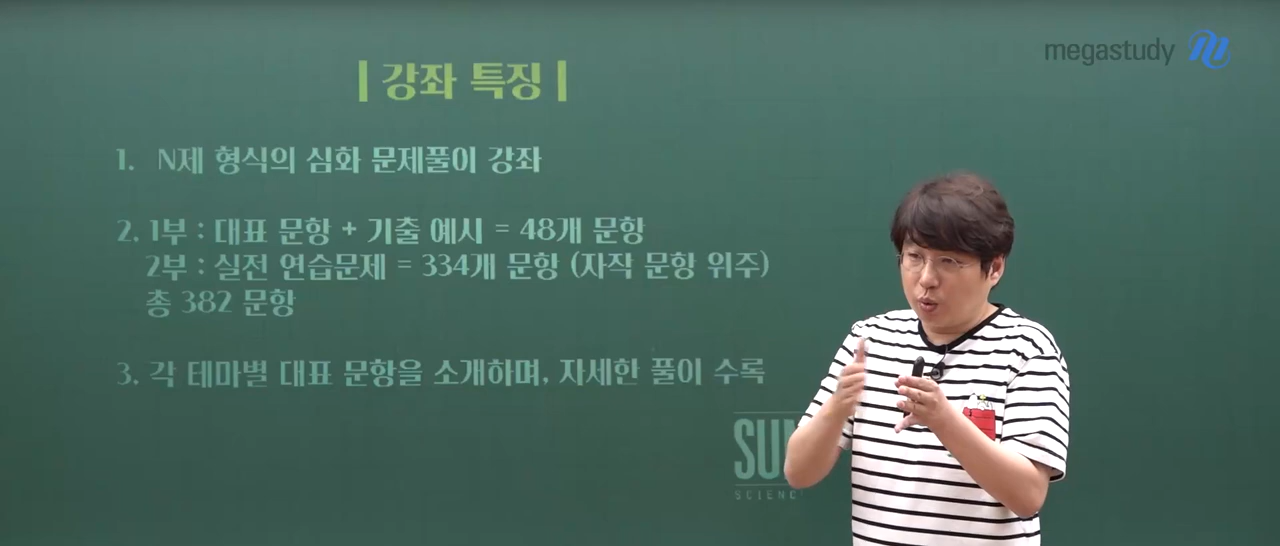 megastudy
| 강좌 특징 |
1. N제 형식의 심화 문제풀이 강좌
2. 1부 : 대표 문항 + 기출 예시 = 48개 문항
2부 : 실전 연습문제 = 334개 문항 (자작 문항 위주)
총 382 문항
3. 각 테마별 대표 문항을 소개하며, 자세한 풀이 수록